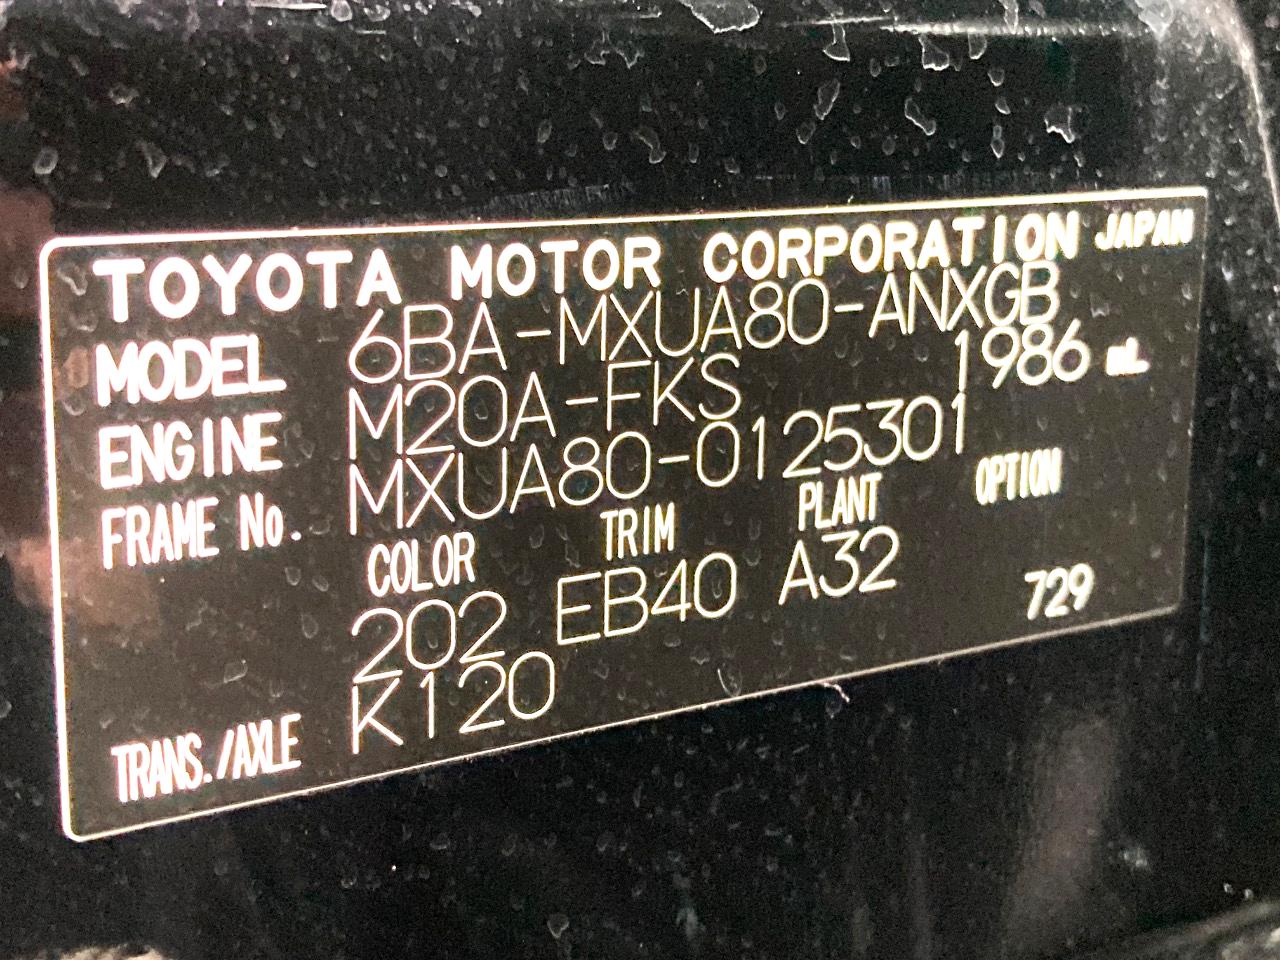 TOYOTA MOTOR CORPORATION JAPAN
MODEL 6BA-MXUA80-ANXGB
ENGINE M20A-FKS 1986 mL
FRAME No. MXUA80-0125301
COLOR TRIM PLANT OPTION
202 EB40 A32 729
TRANS./AXLE K120